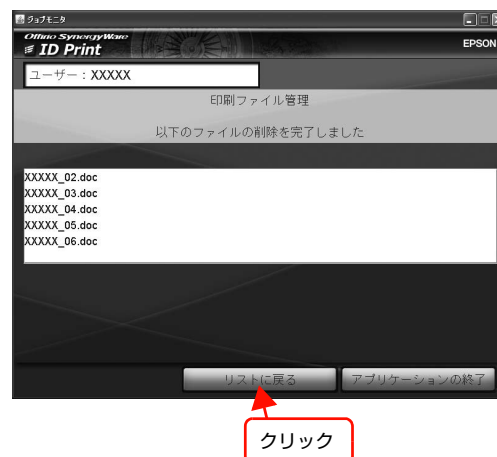 ジョブモニタ
Offirio SynergyWare
ID Print
EPSON
ユーザー：XXXXX
印刷ファイル管理
以下のファイルの削除を完了しました
XXXXX_02.doc
XXXXX_03.doc
XXXXX_04.doc
XXXXX_05.doc
XXXXX_06.doc
リストに戻る
アプリケーションの終了
クリック